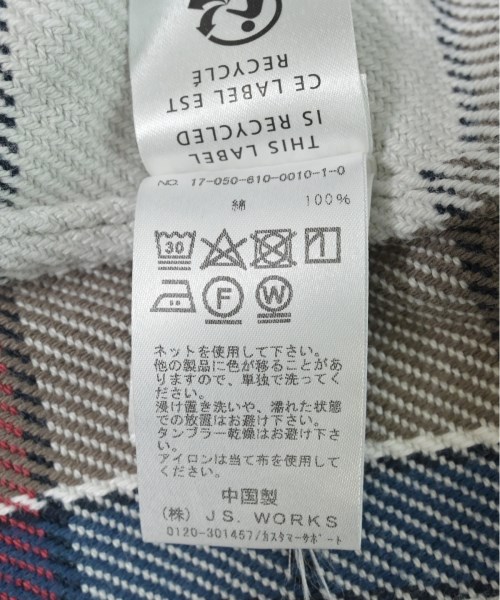 THIS LABEL
IS RECYCLED
CE LABEL EST
RECYCLÉ
NO. 17-050-610-0010-1-0
綿 100%
30
F W
ネットを使用して下さい。
他の製品に色が移ることがあ
りますので、単独で洗ってく
ださい。
浸け置き洗いや、濡れた状態
での放置はお避け下さい。
タンブラー乾燥はお避け下さ
い。
アイロンは当て布を使用して
ください。
中国製
(株) J.S. WORKS
0120-301457/カスタマーサポート